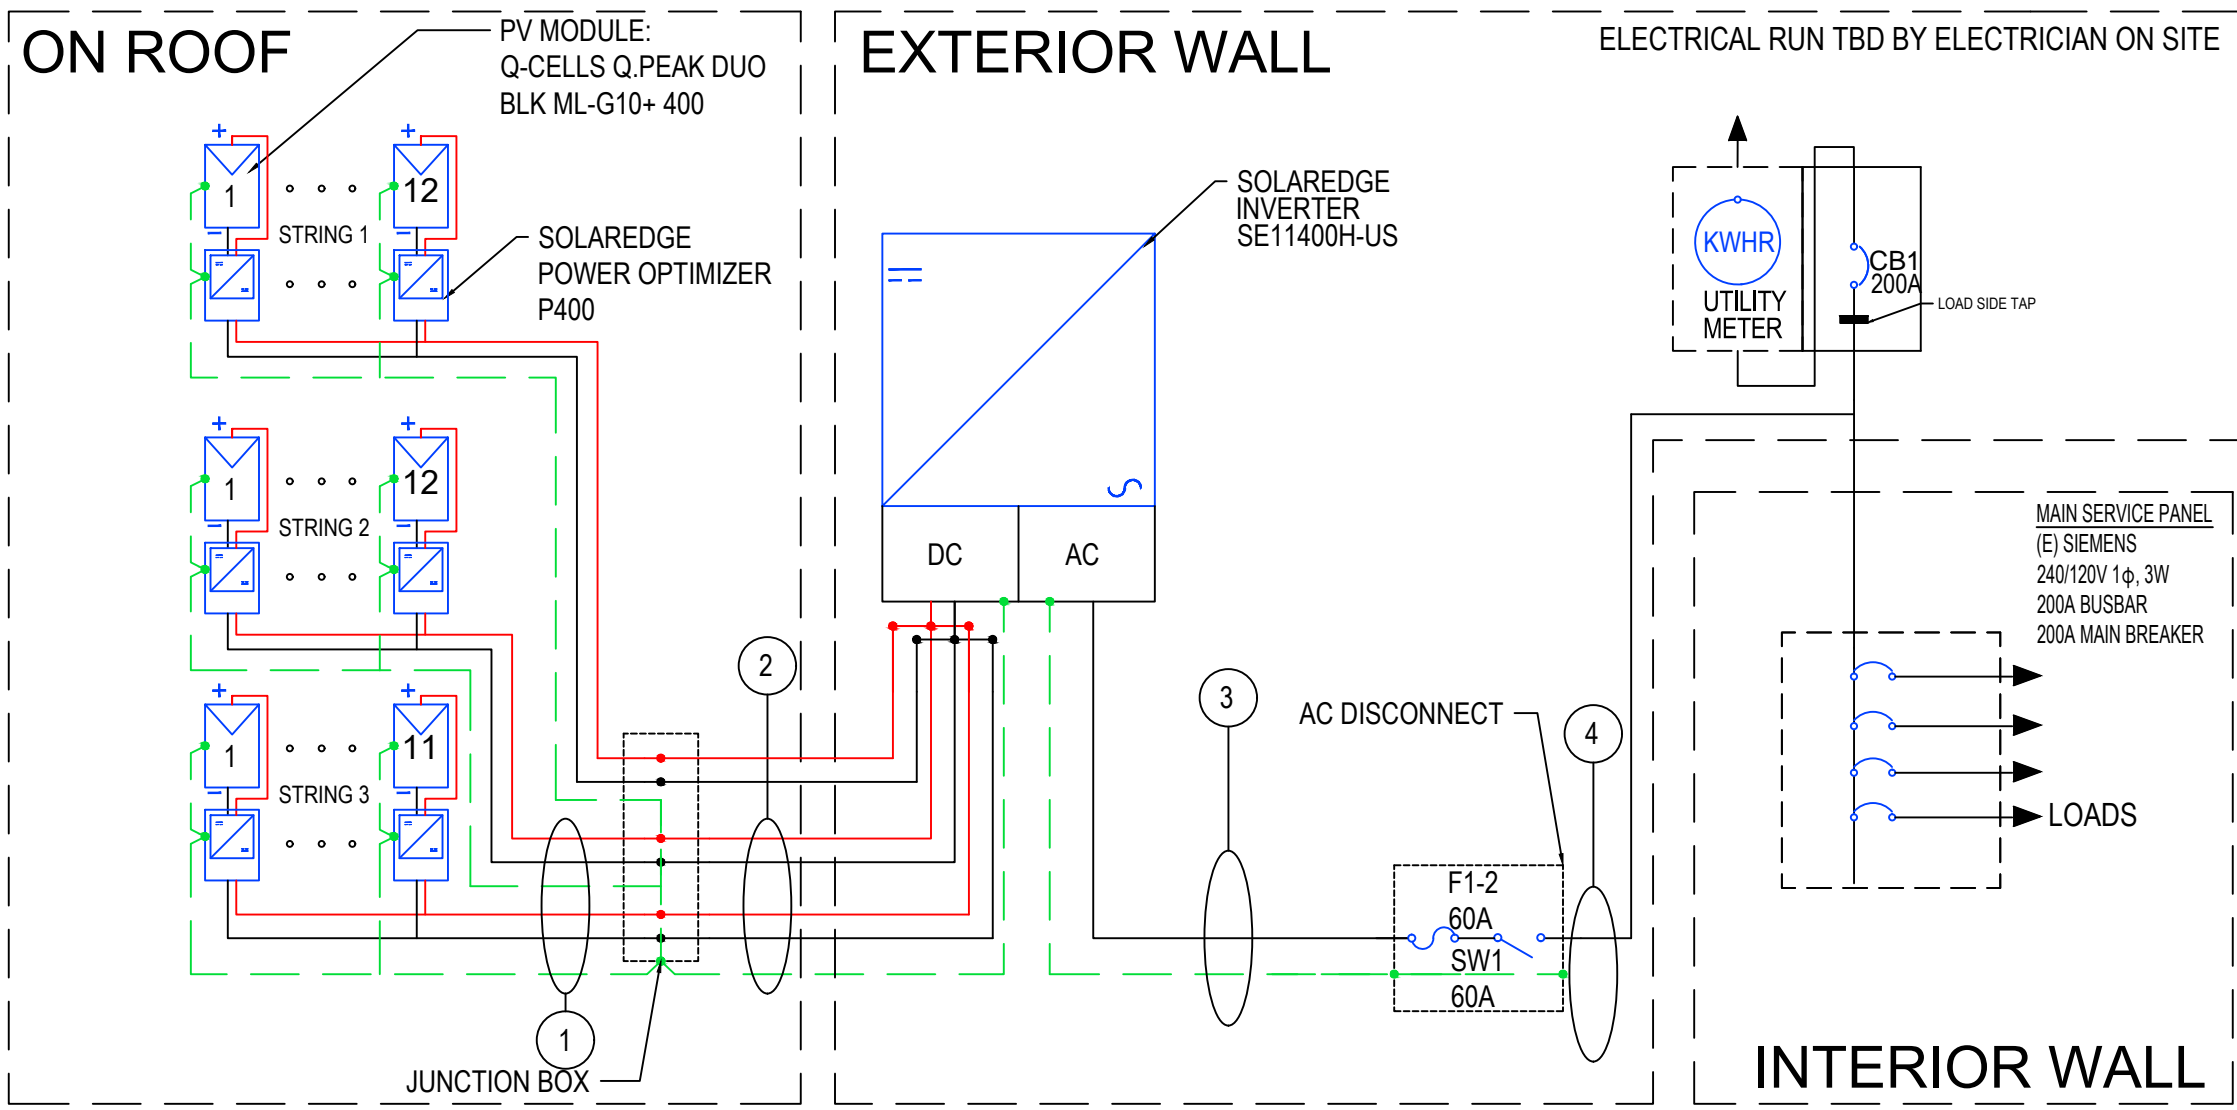 ON ROOF
PV MODULE:
Q-CELLS Q.PEAK DUO
BLK ML-G10+ 400
+
+
1
12
STRING 1
SOLAREDGE
POWER OPTIMIZER
P400
+
+
1
12
STRING 2
+
+
1
11
STRING 3
1
2
JUNCTION BOX
EXTERIOR WALL
ELECTRICAL RUN TBD BY ELECTRICIAN ON SITE
SOLAREDGE
INVERTER
SE11400H-US
DC
AC
3
AC DISCONNECT
4
F1-2
60A
SW1
60A
KWHR
UTILITY
METER
CB1
200A
LOAD SIDE TAP
MAIN SERVICE PANEL
(E) SIEMENS
240/120V 1ϕ, 3W
200A BUSBAR
200A MAIN BREAKER
LOADS
INTERIOR WALL